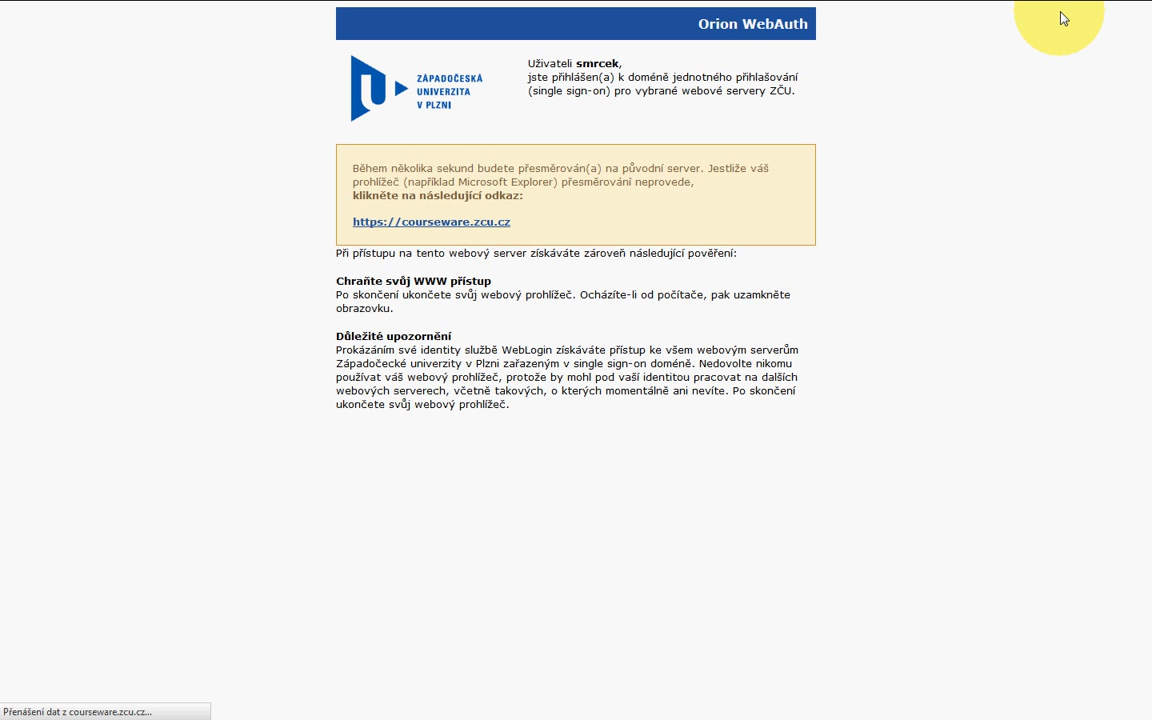 Orion WebAuth
ZÁPADOČESKÁ
UNIVERZITA
V PLZNI
Uživateli smrcek,
jste přihlášen(a) k doméně jednotného přihlašování
(single sign-on) pro vybrané webové servery ZČU.
Během několika sekund budete přesměrován(a) na původní server. Jestliže váš
prohlížeč (například Microsoft Explorer) přesměrování neprovede,
klikněte na následující odkaz:
https://courseware.zcu.cz
Při přístupu na tento webový server získáváte zároveň následující pověření:
Chraňte svůj WWW přístup
Po skončení ukončete svůj webový prohlížeč. Ocházíte-li od počítače, pak uzamkněte
obrazovku.
Důležité upozornění
Prokázáním své identity službě WebLogin získáváte přístup ke všem webovým serverům
Západočecké univerzity v Plzni zařazeným v single sign-on doméně. Nedovolte nikomu
používat váš webový prohlížeč, protože by mohl pod vaší identitou pracovat na dalších
webových serverech, včetně takových, o kterých momentálně ani nevíte. Po skončení
ukončete svůj webový prohlížeč.
Přenášení dat z courseware.zcu.cz...